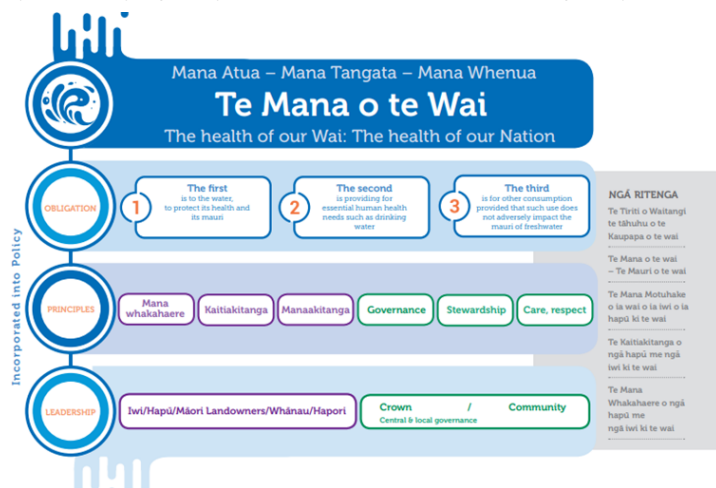 Mana Atua – Mana Tangata – Mana Whenua
Te Mana o te Wai
The health of our Wai: The health of our Nation
Incorporated into Policy
OBLIGATION
1
The first
is to the water,
to protect its health and
its mauri
2
The second
is providing for
essential human health
needs such as drinking
water
3
The third
is for other consumption
provided that such use does
not adversely impact the
mauri of freshwater
PRINCIPLES
Mana
whakahaere
Kaitiakitanga
Manaakitanga
Governance
Stewardship
Care, respect
LEADERSHIP
Iwi/Hapū/Māori Landowners/Whānau/Hapori
Crown / Community
Central & local governance
NGĀ RITENGA
Te Tiriti o Waitangi
te tāhuhu o te
Kaupapa o te wai
Te Mana o te wai
– Te Mauri o te wai
Te Mana Motuhake
o ia wai o ia iwi o ia
hapū ki te wai
Te Kaitiakitanga o
ngā hapū me ngā
iwi ki te wai
Te Mana
Whakahaere o ngā
hapū me
ngā iwi ki te wai